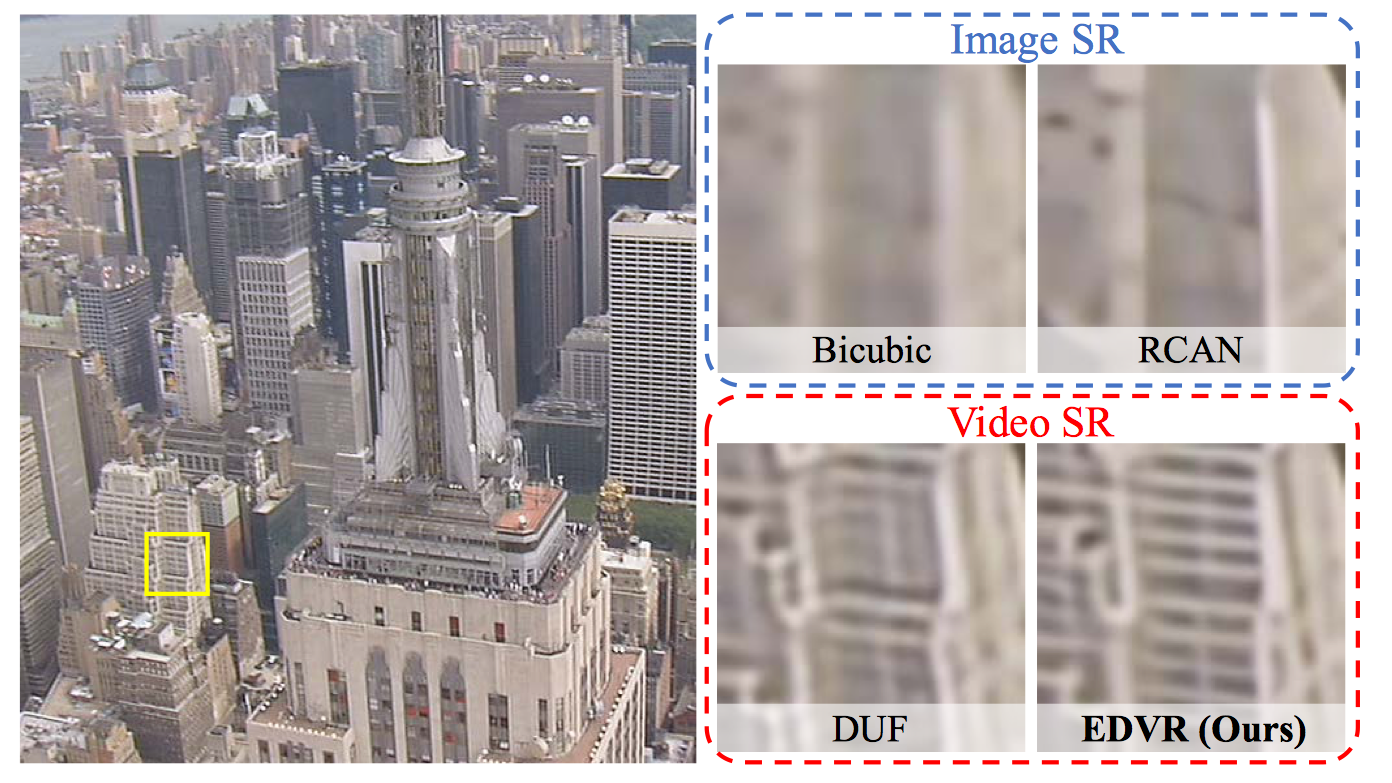 Image SR
Bicubic
RCAN
Video SR
DUF
EDVR (Ours)